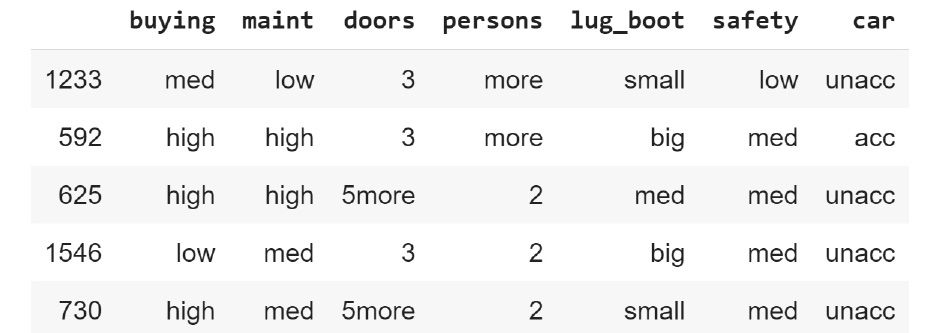 buying maint doors persons lug_boot safety car
1233 med low 3 more small low unacc
592 high high 3 more big med acc
625 high high 5more 2 med med unacc
1546 low med 3 2 big med unacc
730 high med 5more 2 small med unacc